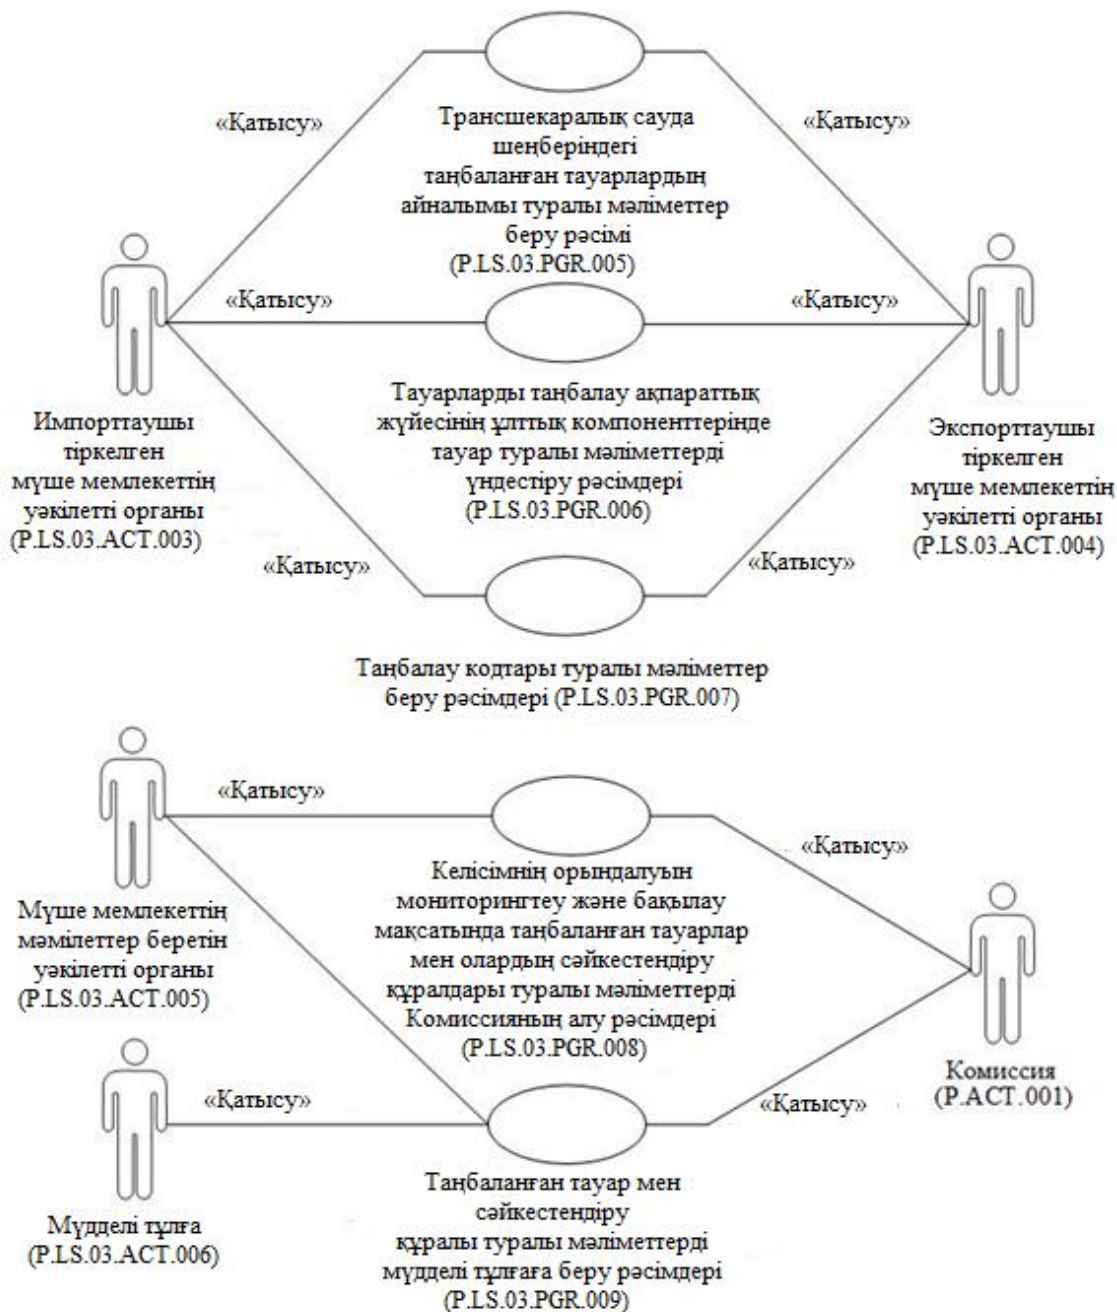 «Қатысу»
«Қатысу»
Трансшекаралық сауда
шеңберіндегі
таңбаланған тауарлардың
айналымы туралы мәліметтер
беру рәсімі
(P.LS.03.PGR.005)
«Қатысу»
«Қатысу»
Тауарларды таңбалау ақпараттық
жүйесінің ұлттық компоненттерінде
тауар туралы мәліметтерді
үндестіру рәсімдері
(P.LS.03.PGR.006)
Импорттаушы
тіркелген
мүше мемлекеттің
уәкілетті органы
(P.LS.03.ACT.003)
Экспорттаушы
тіркелген
мүше мемлекеттің
уәкілетті органы
(P.LS.03.ACT.004)
«Қатысу»
«Қатысу»
Таңбалау кодтары туралы мәліметтер
беру рәсімдері (P.LS.03.PGR.007)
«Қатысу»
«Қатысу»
Келісімнің орындалуын
мониторингтеу және бақылау
мақсатында таңбаланған тауарлар
мен олардың сәйкестендіру
құралдары туралы мәліметтерді
Комиссияның алу рәсімдері
(P.LS.03.PGR.008)
Мүше мемлекеттің
мәмілеттер беретін
уәкілетті органы
(P.LS.03.ACT.005)
Комиссия
(P.ACT.001)
«Қатысу»
«Қатысу»
Таңбаланған тауар мен
сәйкестендіру
құралы туралы мәліметтерді
мүдделі тұлғаға беру рәсімдері
(P.LS.03.PGR.009)
Мүдделі тұлға
(P.LS.03.ACT.006)